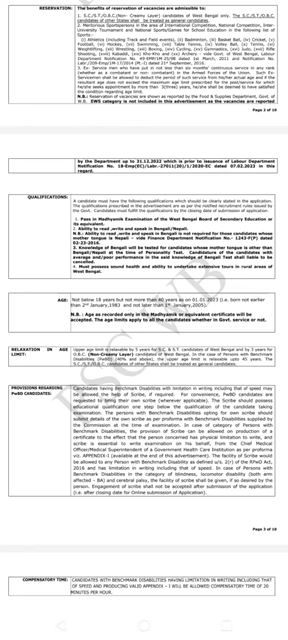 RESERVATION: The benefits of reservation of vacancies are admissible to:
1. S.C./S.T./O.B.C.(Non- Creamy Layer) candidates of West Bengal only. The S.C./S.T./O.B.C.
candidates of other States shall be treated as general candidates.
2. Meritorious Sportspersons in the area of International Competition, National Competition, Inter-
University Tournament and National Sports/Games for School Education in the following list of
Sports:-
(i) Athletics (including Track and Field events), (ii) Badminton, (iii) Basket Ball, (iv) Cricket, (v)
Football, (vi) Hockey, (vii) Swimming, (viii) Table Tennis, (ix) Volley Ball, (x) Tennis, (xi)
Weightlifting, (xii) Wrestling, (xiii) Boxing, (xiv) Cycling, (xv) Gymnastics, (xvi) Judo, (xvii) Rifle
Shooting, (xviii) Kabaddi, (xix) Kho-Kho and
3. Ex- Service men who have put in not less than six months' continuous service in any rank
(whether as a combatant or non- combatant) in the Armed Forces of the Union. Such Ex-
Servicemen shall be allowed to deduct the period of such service from his/her actual age and if the
resultant age does not exceed the maximum age limit prescribed for the post/service for which
he/she seeks appointment by more than 3(three) years, he/she shall be deemed to have satisfied
the condition regarding age limit.
N.B.: Reservation of vacancies are shown as reported by the Food & Supplies Department, Govt. of
W.B. EWS category is not included in this advertisement as the vacancies are reported
Page 2 of 10
by the Department up to 31.12.2022 which is prior to issuance of Labour Department
Notification No. dated 07.02.2023 in this
regard.
QUALIFICATIONS: A candidate must have the following qualifications which should be clearly stated in the application.
The qualifications prescribed in the advertisement are as per the notified recruitment rules issued by
the Govt. Candidates must fulfil the qualifications by the closing date of submission of application.
1. Pass in Madhyamik Examination of the West Bengal Board of Secondary Education or
its equivalent.
2. Ability to read, write and speak in Bengali/Nepali.
N.B.: Ability to read, write and speak in Bengali is not required for those candidates whose
mother tongue is Nepali – vide Finance Department Notification No.- 1243-F(P) dated
02-23-2016.
3. Knowledge of Bengali will be tested for candidates whose mother tongue is other than
Bengali/Nepali at the time of Personality Test. Candidature of the candidates with
average and/poor performance in the said knowledge of Bengali Test shall liable to be
cancelled.
4. Must possess sound health and ability to undertake extensive tours in rural areas of
West Bengal.
AGE: Not below 18 years but not more than 40 years as on 01.01.2023 (i.e. born not earlier
than 2nd January,1983 and not later than 1st January,2005).
N.B. : Age as recorded only in the Madhyamik or equivalent certificate will be
accepted. The age limits apply to all the candidates whether in Govt. service or not.
RELAXATION IN AGE LIMIT: Upper age limit is relaxable by 5 years for S.C. & S.T. candidates of West Bengal and by 3 years for
O.B.C. (Non-Creamy Layer) candidates of West Bengal. In the case of Persons with Benchmark
Disabilities (PwBD) (40% and above), the upper age limit is relaxable upto 45 years. The
S.C./S.T./O.B.C. candidates of other States shall be treated as general candidates.
PROVISIONS REGARDING PwBD CANDIDATES: Candidates having Benchmark Disabilities with limitation in writing including that of speed may
be allowed the help of Scribe, if required. For convenience, PwBD candidates are
requested to bring their own scribe (wherever applicable). The Scribe should possess
educational qualification one step below the qualification of the candidate taking
examination. The persons with Benchmark Disabilities opting for own scribe should
submit details of the own scribe as per proforma with Benchmark Disabilities required by
the Commission at the time of examination. In case of category of Persons with
Benchmark Disabilities, the provision of Scribe can be allowed on production of a
certificate to the effect that the person concerned has physical limitation to write, and
scribe is essential to write examination on his behalf, from the Chief Medical
Officer/Medical Superintendent of a Government Health Care Institution as per proforma
viz. APPENDIX-I (available at the end of this advertisement). The facility of Scribe would
be allowed to any Person with Benchmark Disability as defined u/s. 2(r) of the RPwD Act,
2016 and has limitation in writing including that of speed. In case of Persons with
Benchmark Disabilities in the category of blindness, locomotor disability (both arm
affected – BA) and cerebral palsy, the facility of scribe shall be given, if so desired by the
person. Engagement of scribe shall not be accepted after submission of the application
(i.e. after closing date for Online submission of Application).
Page 3 of 10
COMPENSATORY TIME: CANDIDATES WITH BENCHMARK DISABILITIES HAVING LIMITATION IN WRITING INCLUDING THAT
OF SPEED AND PRODUCING VALID APPENDIX – I WILL BE ALLOWED COMPENSATORY TIME OF 20
MINUTES PER HOUR.